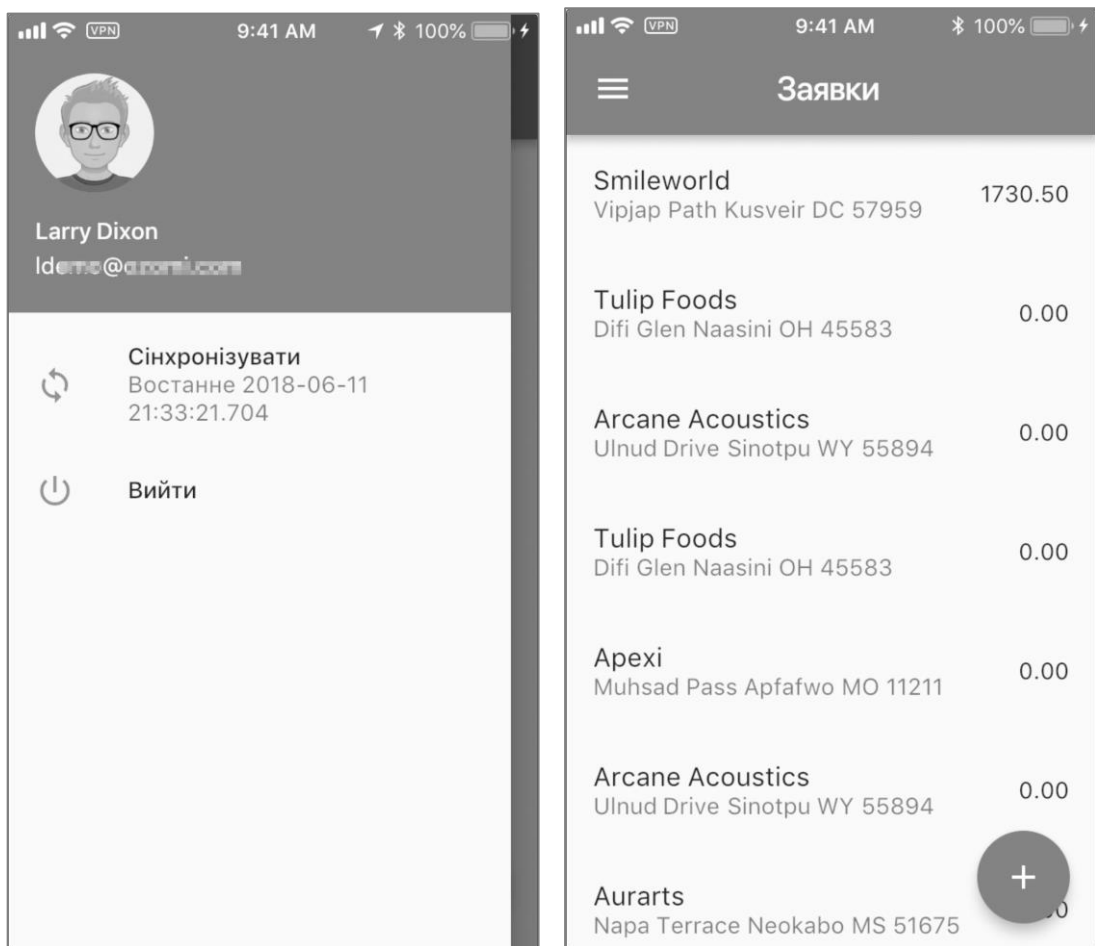 VPN 9:41 AM 100%
Larry Dixon
Сінхронізувати
Востанне 2018-06-11
21:33:21.704
Вийти
VPN 9:41 AM 100%
Заявки
Smileworld
Vipjap Path Kusveir DC 57959
1730.50
Tulip Foods
Difi Glen Naasini OH 45583
0.00
Arcane Acoustics
Ulnud Drive Sinotpu WY 55894
0.00
Tulip Foods
Difi Glen Naasini OH 45583
0.00
Apexi
Muhsad Pass Apfafwo MO 11211
0.00
Arcane Acoustics
Ulnud Drive Sinotpu WY 55894
0.00
Aurarts
Napa Terrace Neokabo MS 51675